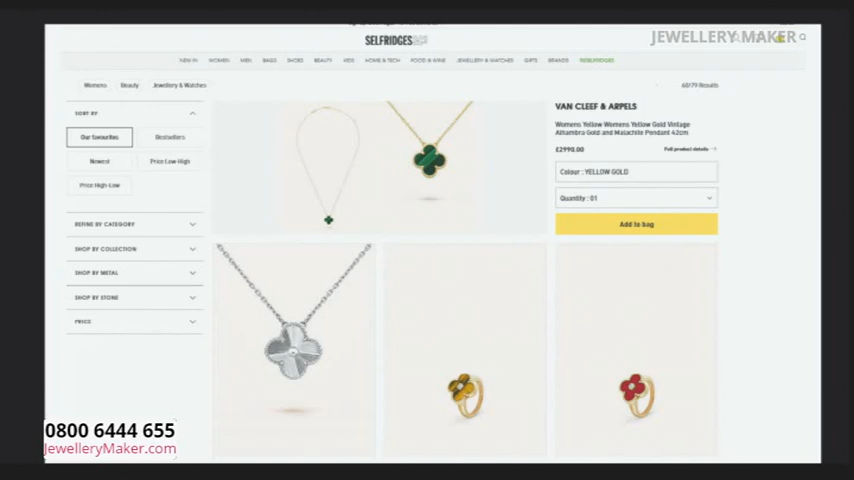 JEWELLERY MAKER
SELFRIDGES&CO
NEW IN WOMEN MEN BAGS SHOES BEAUTY KIDS HOME & TECH FOOD & WINE JEWELLERY & WATCHES GIFTS BRANDS RESELFRIDGES
Womens Beauty Jewellery & Watches
Results
SORT BY
Our favourites Bestsellers
Newest Price Low-High
Price High-Low
REFINE BY CATEGORY
SHOP BY COLLECTION
SHOP BY METAL
SHOP BY STONE
PRICE
VAN CLEEF & ARPELS
Womens Yellow Womens Yellow Gold Vintage
Alhambra Gold and Malachite Pendant 42cm
£2990.00 Full product details
Colour : YELLOW GOLD
Quantity : 01
Add to bag
0800 6444 655
JewelleryMaker.com